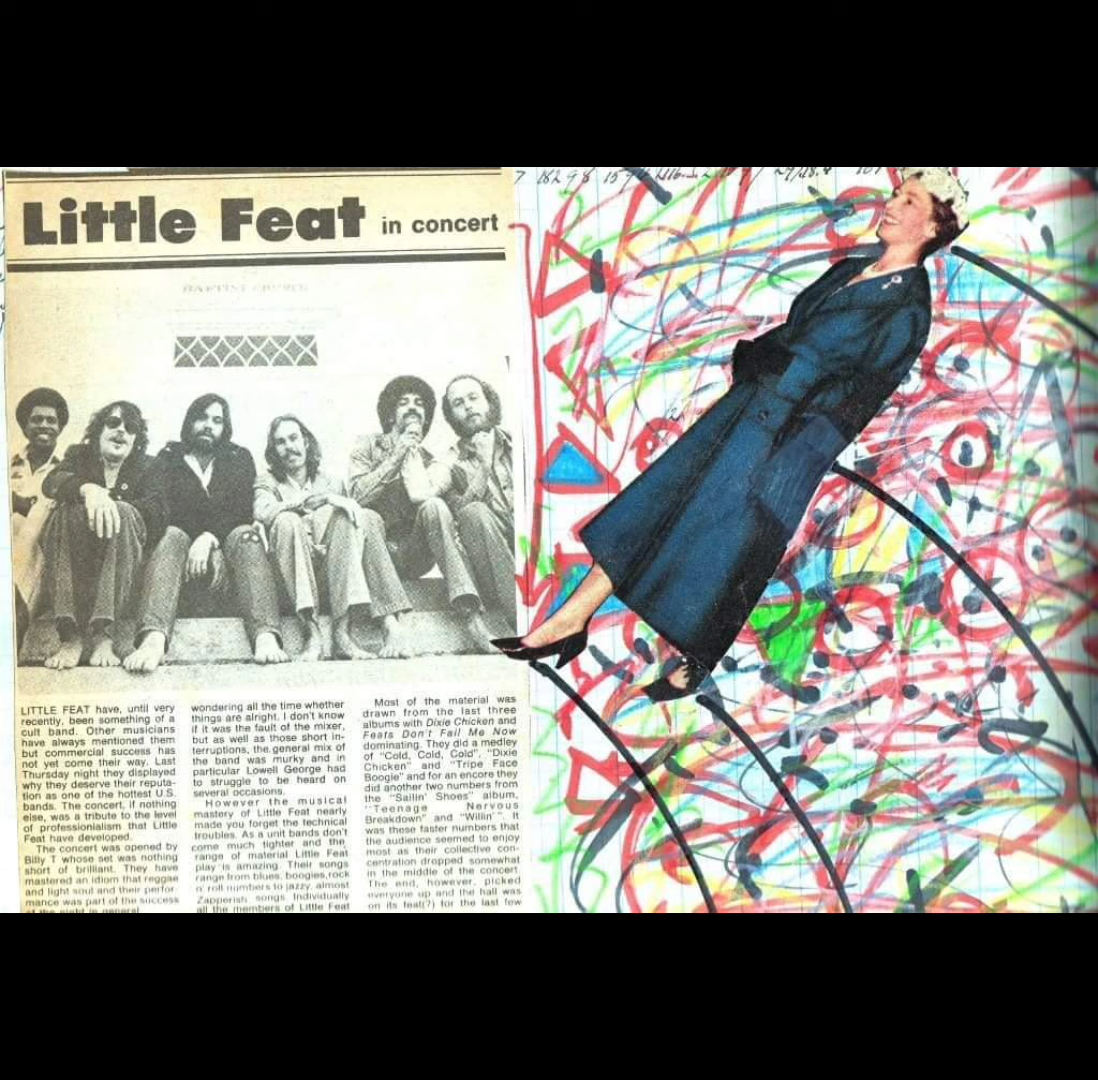 Little Feat in concert
BAPTIST CHURCH
LITTLE FEAT have, until very
recently, been something of a
cult band. Other musicians
have always mentioned them
but commercial success has
not yet come their way. Last
Thursday night they displayed
why they deserve their reputa-
tion as one of the hottest U.S.
bands. The concert, if nothing
else, was a tribute to the level
of professionialism that Little
Feat have developed.
The concert was opened by
Billy T whose set was nothing
short of brilliant. They have
mastered an idiom that reggae
and light soul and their perfor-
mance was part of the success
of the night in general
wondering all the time whether
things are alright. I don't know
if it was the fault of the mixer,
but as well as those short in-
terruptions, the general mix of
the band was murky and in
particular Lowell George had
to struggle to be heard on
several occasions.
However the musical
mastery of Little Feat nearly
made you forget the technical
troubles. As a unit bands don't
come much tighter and the
range of material Little Feat
play is amazing. Their songs
range from blues, boogies, rock
n' roll numbers to jazzy, almost
Zapperish songs Individually
all the members of Little Feat
Most of the material was
drawn from the last three
albums with Dixie Chicken and
Feats Don't Fail Me Now
dominating. They did a medley
of "Cold, Cold, Cold", "Dixie
Chicken" and "Tripe Face
Boogie" and for an encore they
did another two numbers from
the "Sailin' Shoes" album,
"Teenage Nervous
Breakdown" and "Willin'". It
was these faster numbers that
the audience seemed to enjoy
most as their collective con-
centration dropped somewhat
in the middle of the concert
The end, however, picked
everyone up and the hall was
on its feat(?) for the last few
7 18298